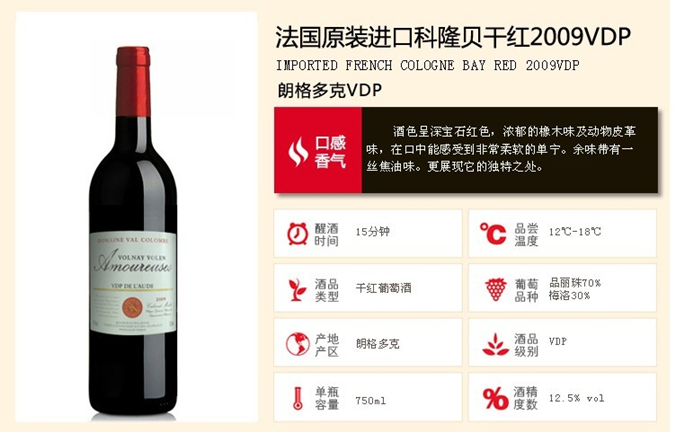 法国原装进口科隆贝干红2009VDP
IMPORTED FRENCH COLOGNE BAY RED 2009VDP
朗格多克VDP
口感
香气
酒色呈深宝石红色，浓郁的橡木味及动物皮革
味，在口中能感受到非常柔软的单宁。余味带有一
丝焦油味。更展现它的独特之处。
醒酒
时间
15分钟
℃
品尝
温度
12℃-18℃
酒品
类型
干红葡萄酒
葡萄
品种
品丽珠70%
梅洛30%
产地
产区
朗格多克
酒品
级别
VDP
单瓶
容量
750ml
%
酒精
度数
12.5% vol
DOMAINE VAL COLOMBE
VOLNAY VOLEN
Amoureuses
VDP DE L'AUDE
2009